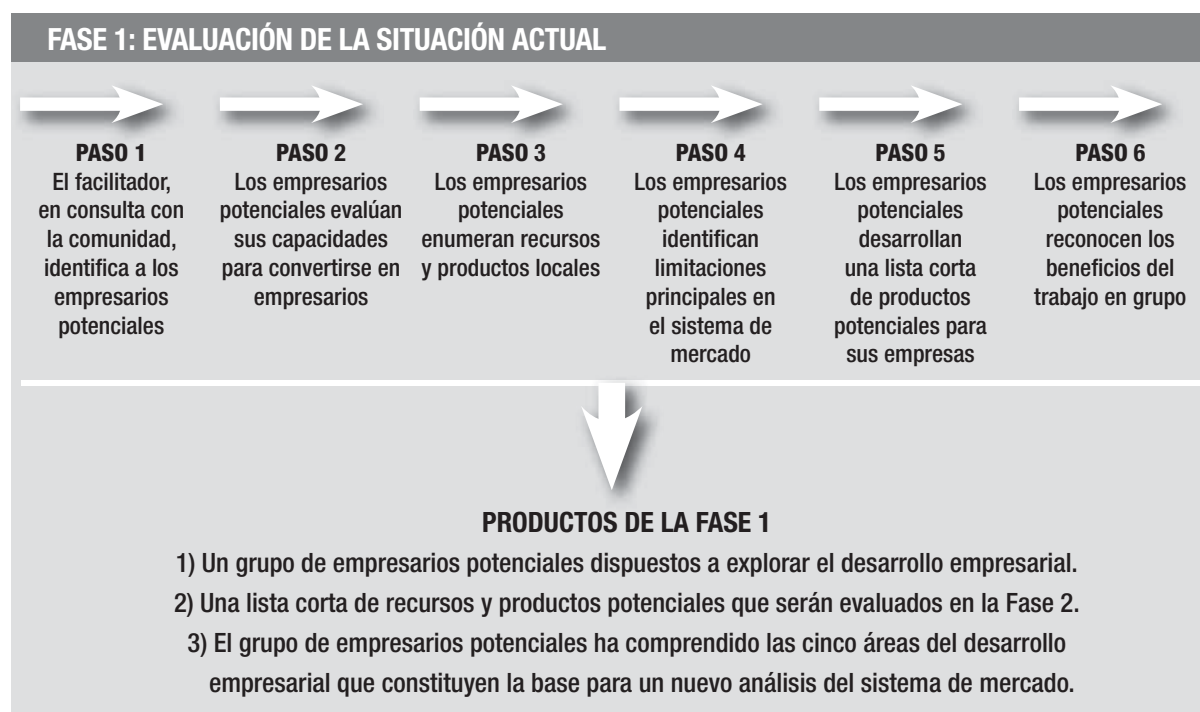 FASE 1: EVALUACIÓN DE LA SITUACIÓN ACTUAL
PASO 1
El facilitador,
en consulta con
la comunidad,
identifica a los
empresarios
potenciales
PASO 2
Los empresarios
potenciales evalúan
sus capacidades
para convertirse en
empresarios
PASO 3
Los empresarios
potenciales
enumeran recursos
y productos locales
PASO 4
Los empresarios
potenciales
identifican
limitaciones
principales en
el sistema de
mercado
PASO 5
Los empresarios
potenciales
desarrollan
una lista corta
de productos
potenciales para
sus empresas
PASO 6
Los empresarios
potenciales
reconocen los
beneficios del
trabajo en grupo
PRODUCTOS DE LA FASE 1
1) Un grupo de empresarios potenciales dispuestos a explorar el desarrollo empresarial.
2) Una lista corta de recursos y productos potenciales que serán evaluados en la Fase 2.
3) El grupo de empresarios potenciales ha comprendido las cinco áreas del desarrollo
empresarial que constituyen la base para un nuevo análisis del sistema de mercado.